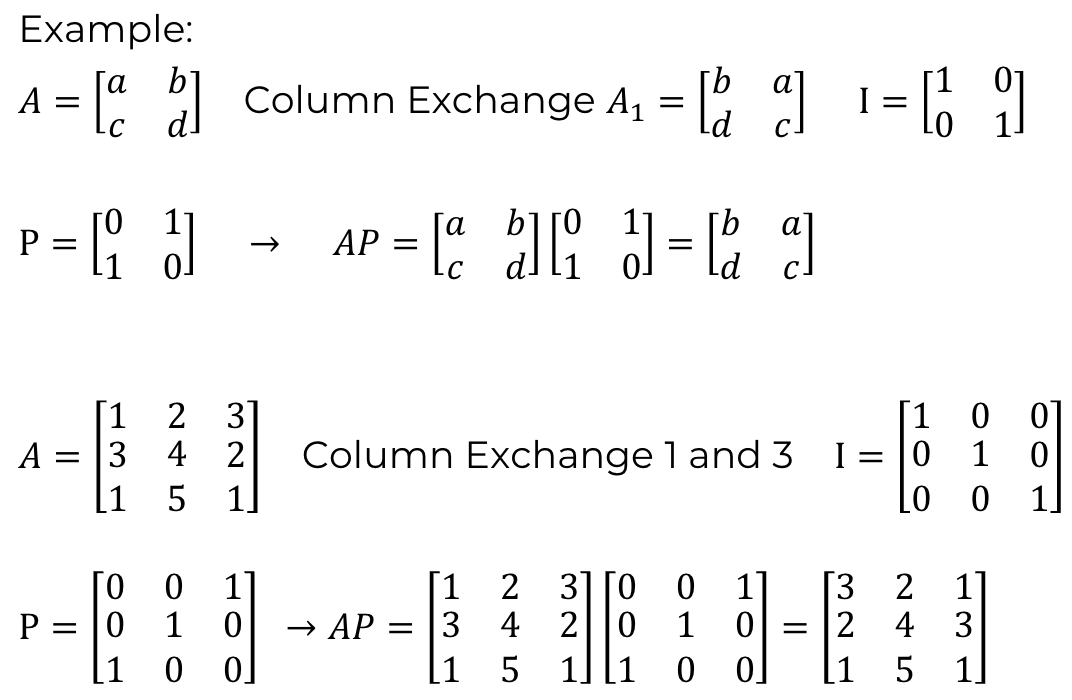 Example:
A = [a b; c d] Column Exchange A₁ = [b a; d c] I = [1 0; 0 1]
P = [0 1; 1 0] → AP = [a b; c d] [0 1; 1 0] = [b a; d c]
A = [1 2 3; 3 4 2; 1 5 1] Column Exchange 1 and 3 I = [1 0 0; 0 1 0; 0 0 1]
P = [0 0 1; 0 1 0; 1 0 0] → AP = [1 2 3; 3 4 2; 1 5 1] [0 0 1; 0 1 0; 1 0 0] = [3 2 1; 2 4 3; 1 5 1]